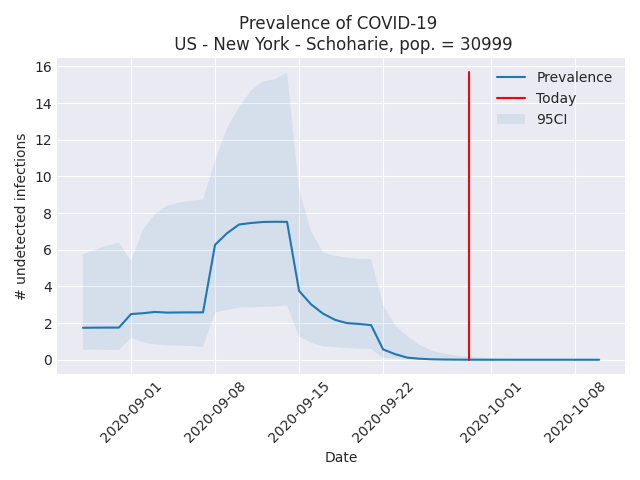 Prevalence of COVID-19
US - New York - Schoharie, pop. = 30999
# undetected infections
16
14
12
10
8
6
4
2
0
Prevalence
Today
95CI
2020-09-01
2020-09-08
2020-09-15
2020-09-22
2020-10-01
2020-10-08
Date